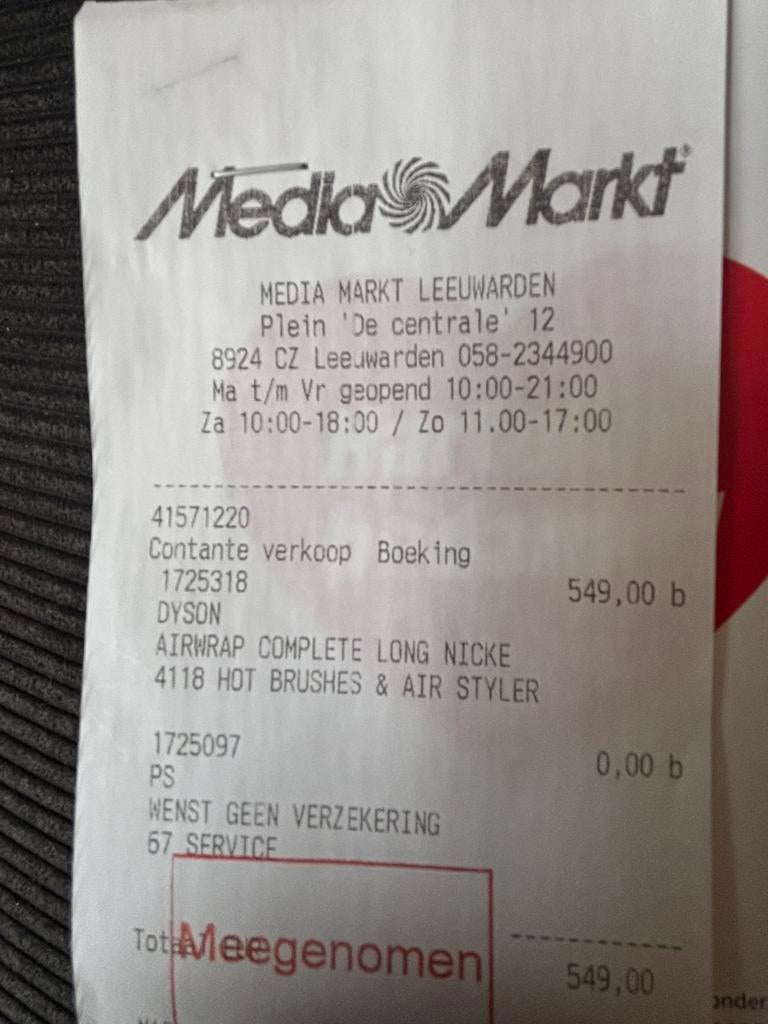 Media Markt®
MEDIA MARKT LEEUWARDEN
Plein 'De centrale' 12
8924 CZ Leeuwarden 058-2344900
Ma t/m Vr geopend 10:00-21:00
Za 10:00-18:00 / Zo 11.00-17:00
41571220
Contante verkoop Boeking
1725318 549,00 b
DYSON
AIRWRAP COMPLETE LONG NICKE
4118 HOT BRUSHES & AIR STYLER
1725097 0,00 b
PS
WENST GEEN VERZEKERING
67 SERVICE
Meegenomen
549,00